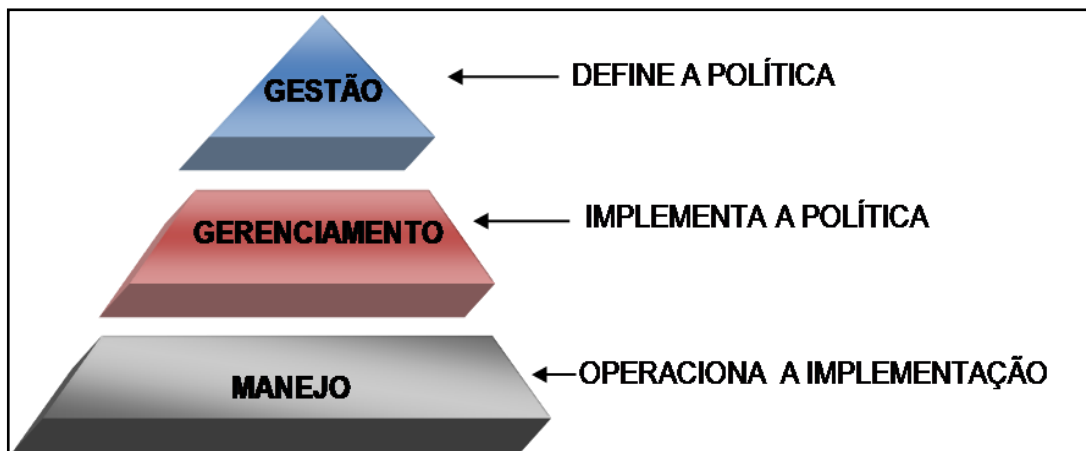 GESTÃO
DEFINE A POLÍTICA
GERENCIAMENTO
IMPLEMENTA A POLÍTICA
MANEJO
OPERACIONA A IMPLEMENTAÇÃO